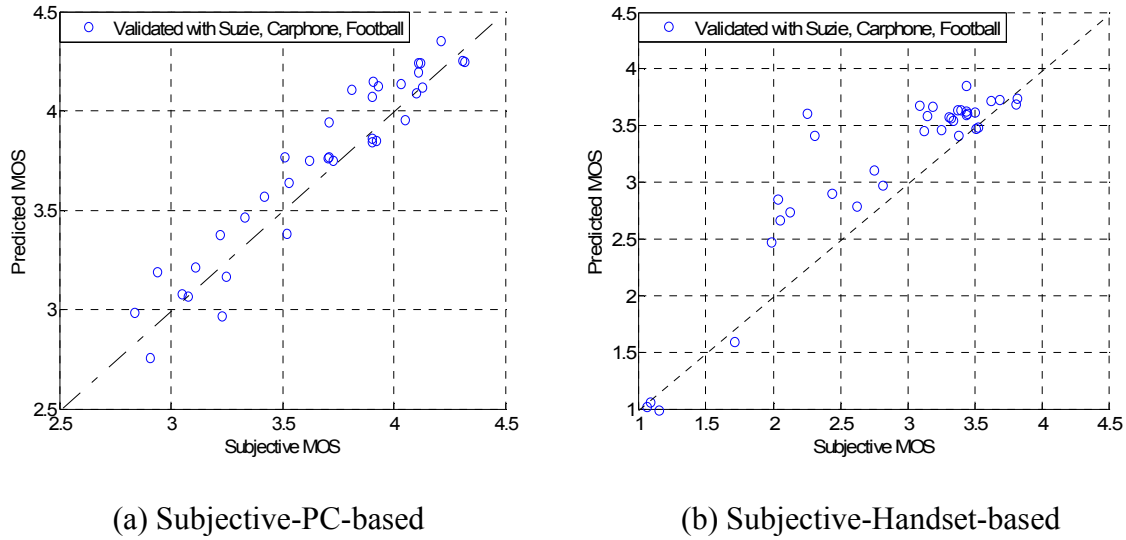 4.5
Validated with Suzie, Carphone, Football
4
3.5
3
2.5
Predicted MOS
2.5 3 3.5 4 4.5
Subjective MOS
(a) Subjective-PC-based
4.5
Validated with Suzie, Carphone, Football
4
3.5
3
2.5
2
1.5
1
Predicted MOS
1 1.5 2 2.5 3 3.5 4 4.5
Subjective MOS
(b) Subjective-Handset-based